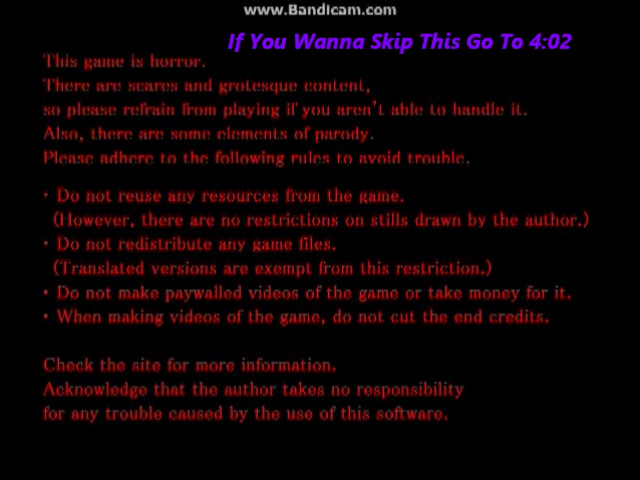 www.Bandicam.com
If You Wanna Skip This Go To 4:02
This game is horror.
There are scares and grotesque content,
so please refrain from playing if you aren't able to handle it.
Also, there are some elements of parody.
Please adhere to the following rules to avoid trouble.
・Do not reuse any resources from the game.
(However, there are no restrictions on stills drawn by the author.)
・Do not redistribute any game files.
(Translated versions are exempt from this restriction.)
・Do not make paywalled videos of the game or take money for it.
・When making videos of the game, do not cut the end credits.
Check the site for more information.
Acknowledge that the author takes no responsibility
for any trouble caused by the use of this software.